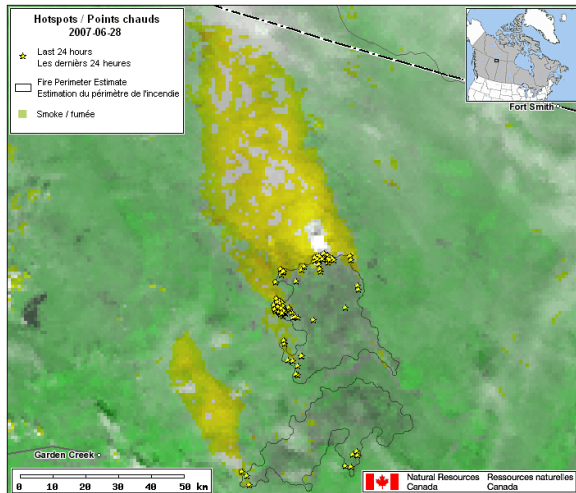 Hotspots / Points chauds
2007-06-28
Last 24 hours
Les derniers 24 heures
Fire Perimeter Estimate
Estimation du périmètre de l'incendie
Smoke / fumée
Fort Smith
Garden Creek
0 10 20 30 40 50 km
Natural Resources Ressources naturelles
Canada Canada